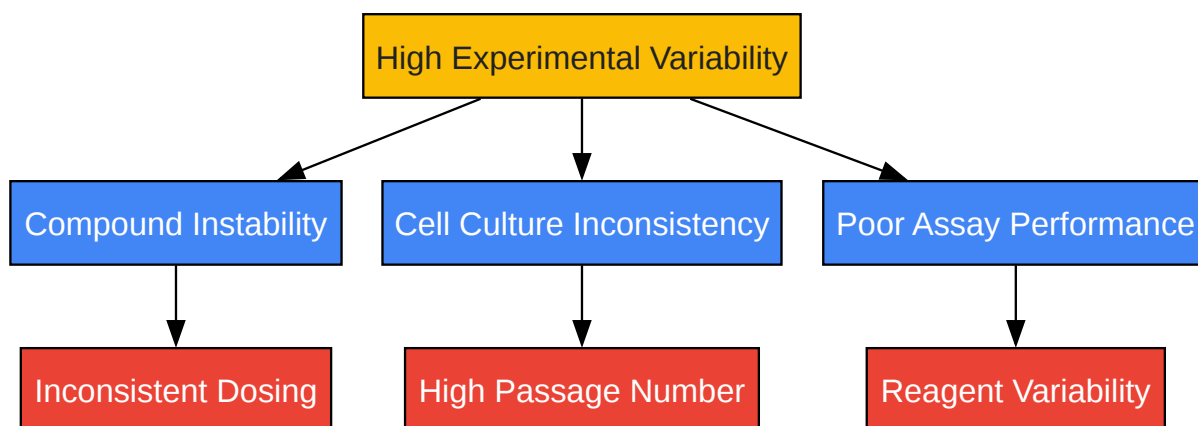 High Experimental Variability
Compound Instability
Cell Culture Inconsistency
Poor Assay Performance
Inconsistent Dosing
High Passage Number
Reagent Variability